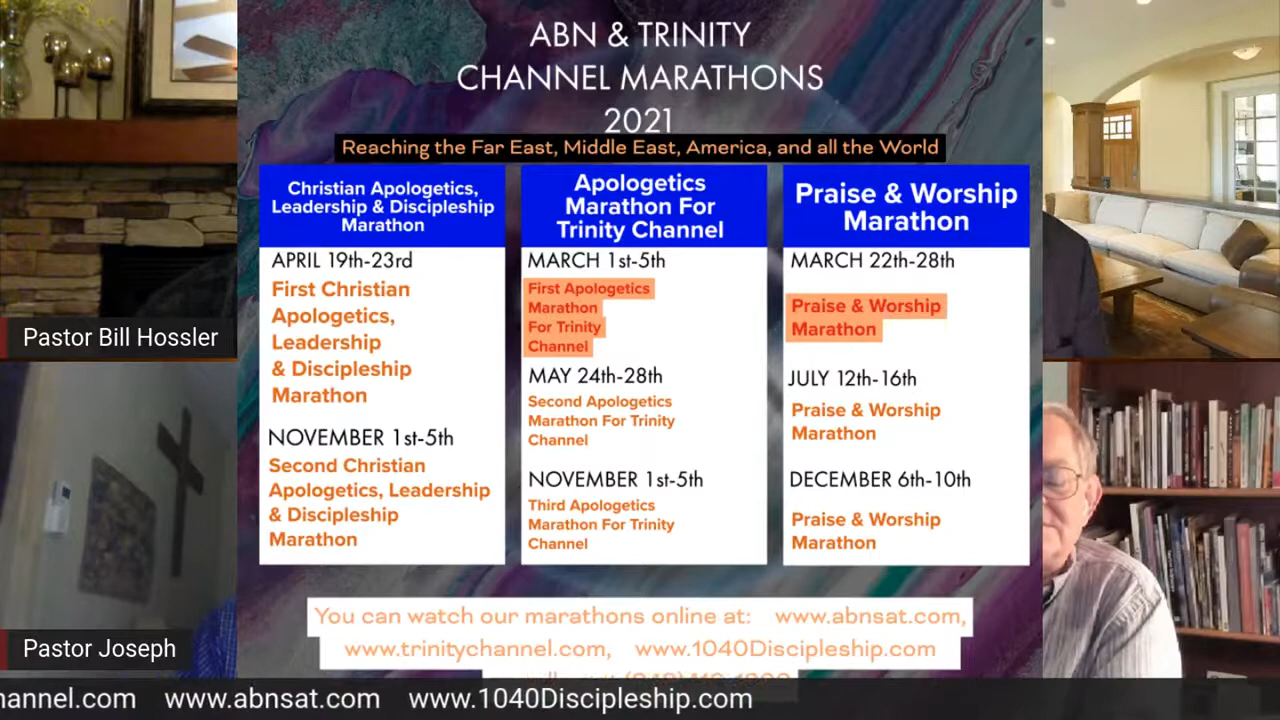 ABN & TRINITY
CHANNEL MARATHONS
2021
Reaching the Far East, Middle East, America, and all the World
Christian Apologetics,
Leadership & Discipleship
Marathon
APRIL 19th-23rd
First Christian
Apologetics,
Leadership
& Discipleship
Marathon
NOVEMBER 1st-5th
Second Christian
Apologetics, Leadership
& Discipleship
Marathon
Apologetics
Marathon For
Trinity Channel
MARCH 1st-5th
First Apologetics
Marathon
For Trinity
Channel
MAY 24th-28th
Second Apologetics
Marathon For Trinity
Channel
NOVEMBER 1st-5th
Third Apologetics
Marathon For Trinity
Channel
Praise & Worship
Marathon
MARCH 22th-28th
Praise & Worship
Marathon
JULY 12th-16th
Praise & Worship
Marathon
DECEMBER 6th-10th
Praise & Worship
Marathon
You can watch our marathons online at: www.abnsat.com,
www.trinitychannel.com, www.1040Discipleship.com
Pastor Bill Hossler
Pastor Joseph
hannel.com www.abnsat.com www.1040Discipleship.com